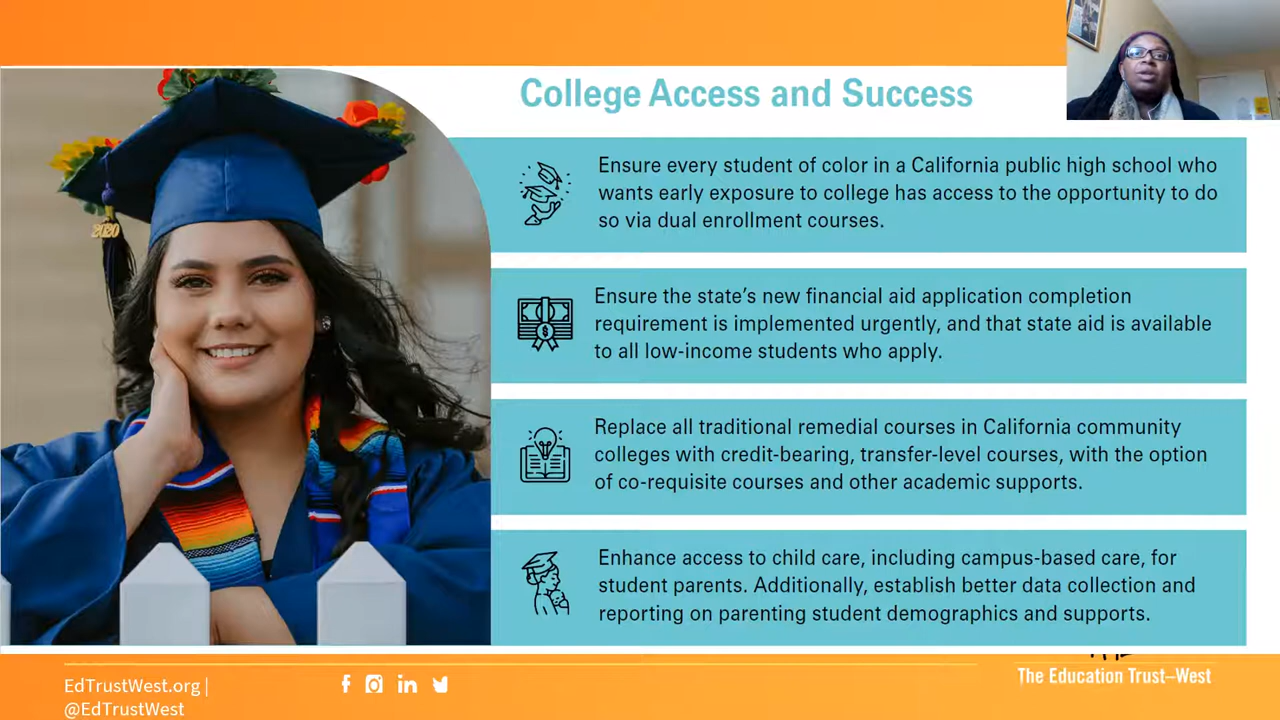 College Access and Success
Ensure every student of color in a California public high school who
wants early exposure to college has access to the opportunity to do
so via dual enrollment courses.
Ensure the state's new financial aid application completion
requirement is implemented urgently, and that state aid is available
to all low-income students who apply.
Replace all traditional remedial courses in California community
colleges with credit-bearing, transfer-level courses, with the option
of co-requisite courses and other academic supports.
Enhance access to child care, including campus-based care, for
student parents. Additionally, establish better data collection and
reporting on parenting student demographics and supports.
2020
EdTrustWest.org |
@EdTrustWest
The Education Trust–West